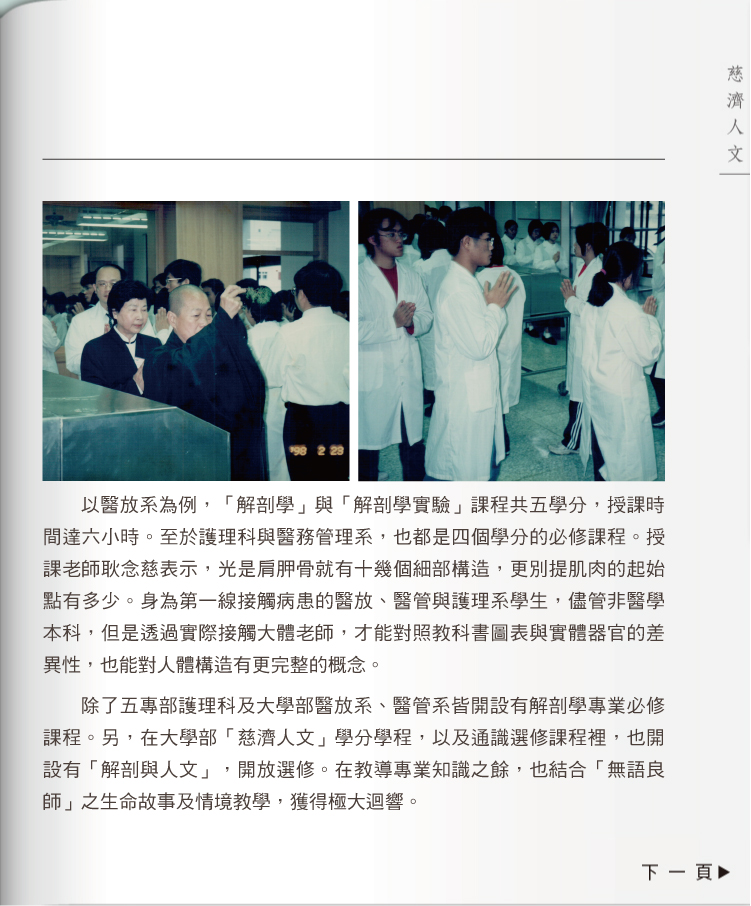 慈濟人文
'98 2 23
以醫放系為例，「解剖學」與「解剖學實驗」課程共五學分，授課時
間達六小時。至於護理科與醫務管理系，也都是四個學分的必修課程。授
課老師耿念慈表示，光是肩胛骨就有十幾個細部構造，更別提肌肉的起始
點有多少。身為第一線接觸病患的醫放、醫管與護理系學生，儘管非醫學
本科，但是透過實際接觸大體老師，才能對照教科書圖表與實體器官的差
異性，也能對人體構造有更完整的概念。
除了五專部護理科及大學部醫放系、醫管系皆開設有解剖學專業必修
課程。另，在大學部「慈濟人文」學分學程，以及通識選修課程裡，也開
設有「解剖與人文」，開放選修。在教導專業知識之餘，也結合「無語良
師」之生命故事及情境教學，獲得極大迴響。
下一頁▶